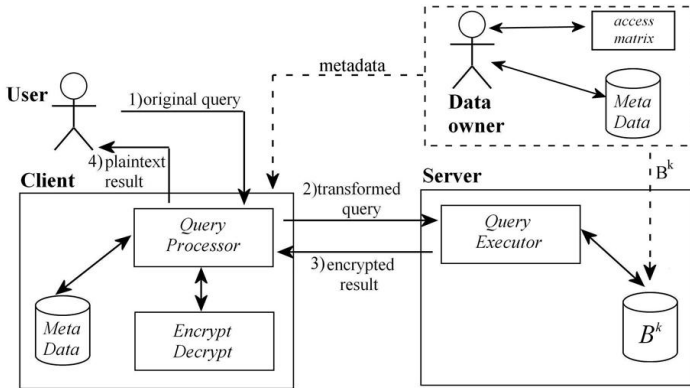 access
matrix
metadata
User
1)original query
Data
owner
Meta
Data
4)plaintext
result
B^k
Client
2)transformed
query
Server
Query
Processor
Query
Executor
3)encrypted
result
Meta
Data
Encrypt
Decrypt
B^k